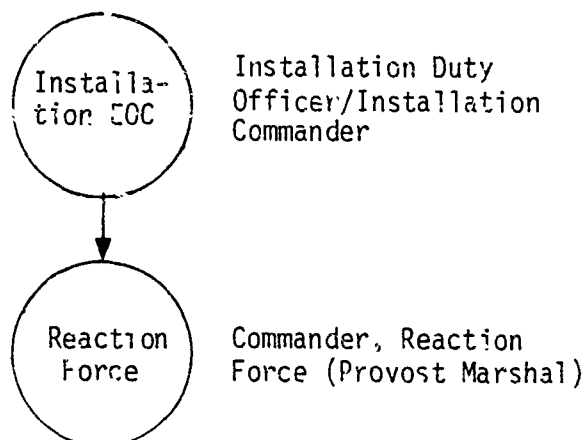 Installa-
tion EOC
Installation Duty
Officer/Installation
Commander
Reaction
Force
Commander, Reaction
Force (Provost Marshal)